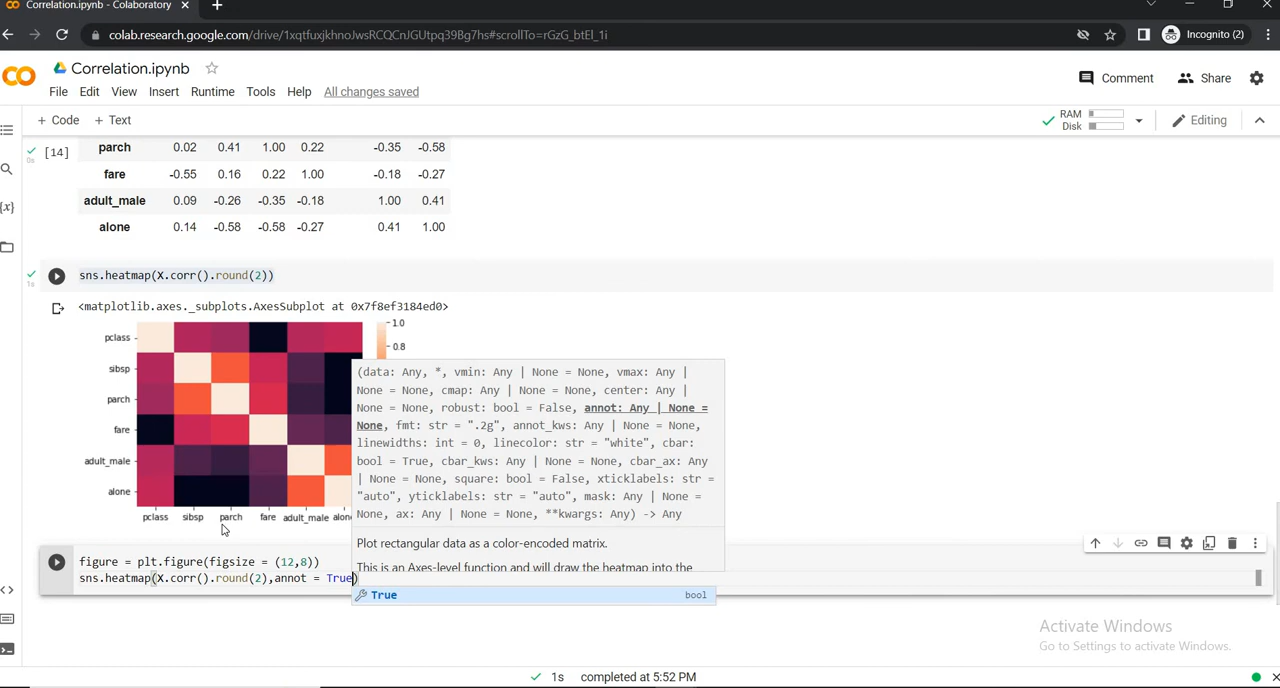 Correlation.ipynb - Colaboratory
colab.research.google.com/drive/1xqtfuxjkhnoJwsRCQCnJGUtpq39Bg7hs#scrollTo=rGzG_btEl_1i
Incognito (2)
Correlation.ipynb
Comment
Share
File Edit View Insert Runtime Tools Help All changes saved
+ Code + Text
RAM
Disk
Editing
[14]
0s
parch 0.02 0.41 1.00 0.22 -0.35 -0.58
fare -0.55 0.16 0.22 1.00 -0.18 -0.27
adult_male 0.09 -0.26 -0.35 -0.18 1.00 0.41
alone 0.14 -0.58 -0.58 -0.27 0.41 1.00
{x}
1s
sns.heatmap(X.corr().round(2))
<matplotlib.axes._subplots.AxesSubplot at 0x7f8ef3184ed0>
1.0
pclass
0.8
sibsp
parch
fare
adult_male
alone
pclass sibsp parch fare adult_male alone
(data: Any, *, vmin: Any | None = None, vmax: Any |
None = None, cmap: Any | None = None, center: Any |
None = None, robust: bool = False, annot: Any | None =
None, fmt: str = ".2g", annot_kws: Any | None = None,
linewidths: int = 0, linecolor: str = "white", cbar:
bool = True, cbar_kws: Any | None = None, cbar_ax: Any
| None = None, square: bool = False, xticklabels: str =
"auto", yticklabels: str = "auto", mask: Any | None =
None, ax: Any | None = None, **kwargs: Any) -> Any
Plot rectangular data as a color-encoded matrix.
This is an Axes-level function and will draw the heatmap into the
figure = plt.figure(figsize = (12,8))
sns.heatmap(X.corr().round(2),annot = True)
True bool
Activate Windows
Go to Settings to activate Windows.
1s completed at 5:52 PM